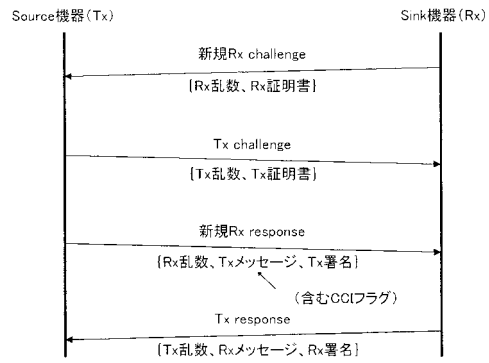 Source機器(Tx)
Sink機器(Rx)
新規Rx challenge
{Rx乱数、Rx証明書}
Tx challenge
{Tx乱数、Tx証明書}
新規Rx response
{Rx乱数、Txメッセージ、Tx署名}
(含むCCIフラグ)
Tx response
{Tx乱数、Rxメッセージ、Rx署名}